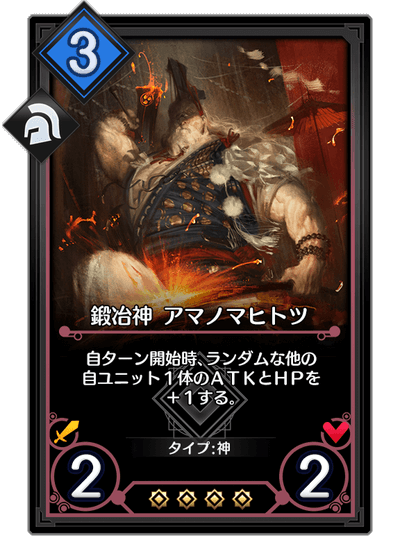 3
鍛冶神 アマノマヒトツ
自ターン開始時、ランダムな他の
自ユニット１体のＡＴＫとＨＰを
＋１する。
タイプ:神
2
2